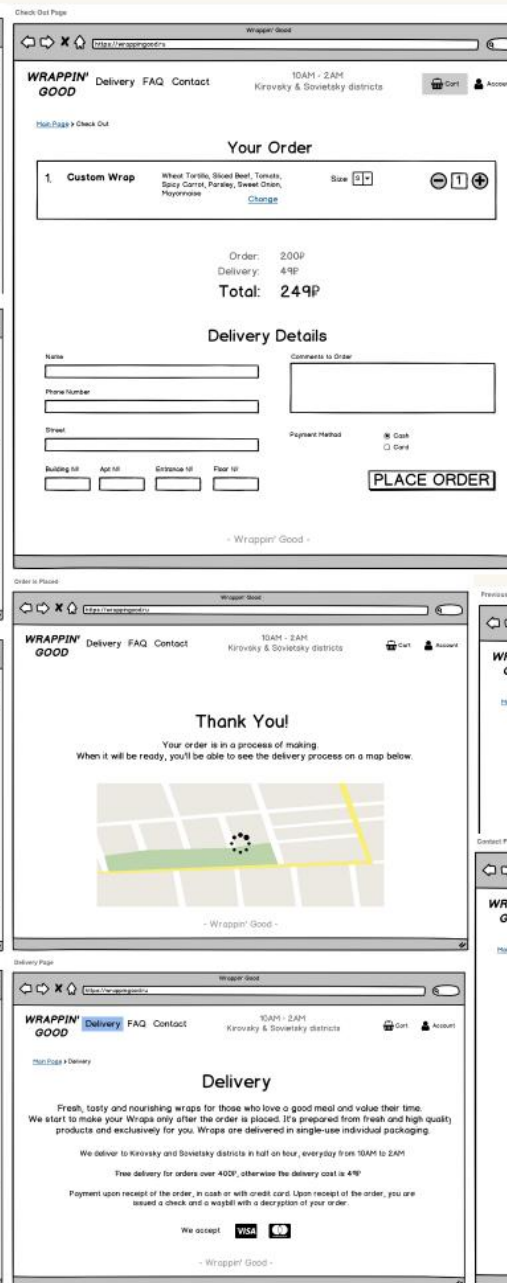 Check Out Page
Wrappin' Good
https://wrappingood.ru
WRAPPIN' GOOD
Delivery FAQ Contact
10AM - 2AM
Kirovsky & Sovietsky districts
Cart
Main Page > Check Out
Your Order
1. Custom Wrap
Wheat Tortilla, Sliced Beef, Tomato,
Spicy Carrot, Parsley, Sweet Onion,
Mayonnaise
Change
Size S
1
Order: 200₽
Delivery: 49₽
Total: 249₽
Delivery Details
Name
Phone Number
Street
Building № Apt № Entrance № Floor №
Comments to Order
Payment Method
Cash
Card
PLACE ORDER
- Wrappin' Good -
Order is Placed
Wrappin' Good
https://wrappingood.ru
WRAPPIN' GOOD
Delivery FAQ Contact
10AM - 2AM
Kirovsky & Sovietsky districts
Cart Account
Thank You!
Your order is in a process of making.
When it will be ready, you'll be able to see the delivery process on a map below.
- Wrappin' Good -
Delivery Page
Wrappin' Good
https://wrappingood.ru
WRAPPIN' GOOD
Delivery FAQ Contact
10AM - 2AM
Kirovsky & Sovietsky districts
Cart Account
Main Page > Delivery
Delivery
Fresh, tasty and nourishing wraps for those who love a good meal and value their time.
We start to make your Wraps only after the order is placed. It's prepared from fresh and high quality
products and exclusively for you. Wraps are delivered in single-use individual packaging.
We deliver to Kirovsky and Sovietsky districts in half an hour, everyday from 10AM to 2AM
Free delivery for orders over 400₽, otherwise the delivery cost is 49₽
Payment upon receipt of the order, in cash or with credit card. Upon receipt of the order, you are
issued a check and a waybill with a decryption of your order.
We accept VISA
- Wrappin' Good -